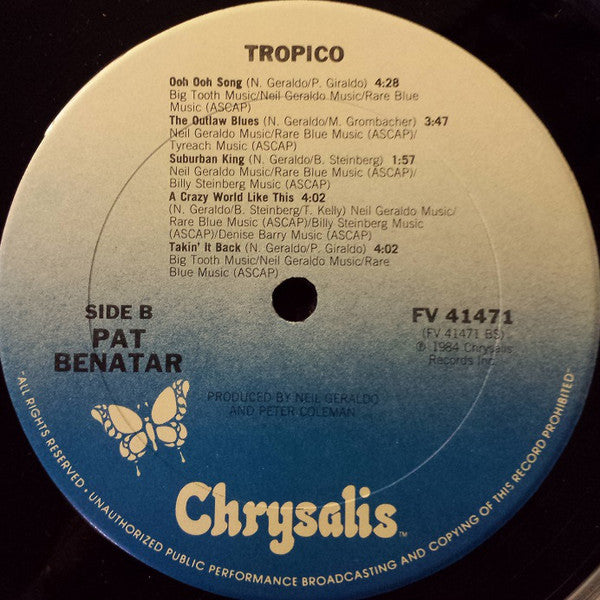 TROPICO
Ooh Ooh Song (N. Geraldo/P. Giraldo) 4:28
Big Tooth Music/Neil Geraldo Music/Rare Blue
Music (ASCAP)
The Outlaw Blues (N. Geraldo/M. Grombacher) 3:47
Neil Geraldo Music/Rare Blue Music (ASCAP)/
Tyreach Music (ASCAP)
Suburban King (N. Geraldo/B. Steinberg) 1:57
Neil Geraldo Music/Rare Blue Music (ASCAP)/
Billy Steinberg Music (ASCAP)
A Crazy World Like This 4:02
(N. Geraldo/B. Steinberg/T. Kelly) Neil Geraldo Music/
Rare Blue Music (ASCAP)/Billy Steinberg Music
(ASCAP)/Denise Barry Music (ASCAP)
Takin' It Back (N. Geraldo/P. Giraldo) 4:02
Big Tooth Music/Neil Geraldo Music/Rare
Blue Music (ASCAP)
SIDE B
PAT
BENATAR
FV 41471
(FV 41471 BS)
℗ 1984 Chrysalis
Records Inc.
PRODUCED BY NEIL GERALDO
AND PETER COLEMAN
Chrysalis™
"ALL RIGHTS RESERVED · UNAUTHORIZED PUBLIC PERFORMANCE BROADCASTING AND COPYING OF THIS RECORD PROHIBITED"